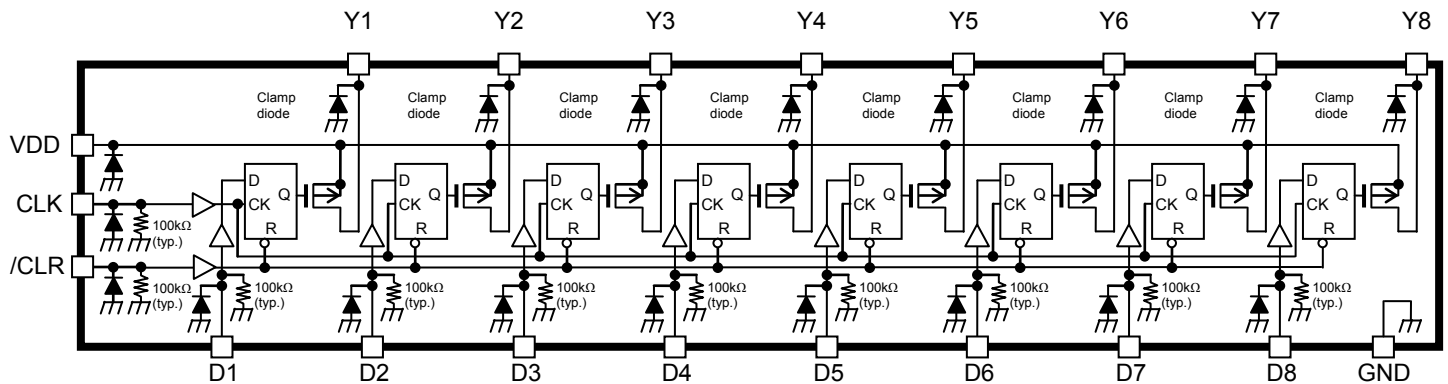 Y1 Y2 Y3 Y4 Y5 Y6 Y7 Y8
Clamp diode Clamp diode Clamp diode Clamp diode Clamp diode Clamp diode Clamp diode Clamp diode
VDD
D Q D Q D Q D Q D Q D Q D Q D Q
CLK
CK CK CK CK CK CK CK CK
100kΩ (typ.)
R R R R R R R R
/CLR
100kΩ (typ.) 100kΩ (typ.) 100kΩ (typ.) 100kΩ (typ.) 100kΩ (typ.) 100kΩ (typ.) 100kΩ (typ.) 100kΩ (typ.) 100kΩ (typ.)
D1 D2 D3 D4 D5 D6 D7 D8 GND